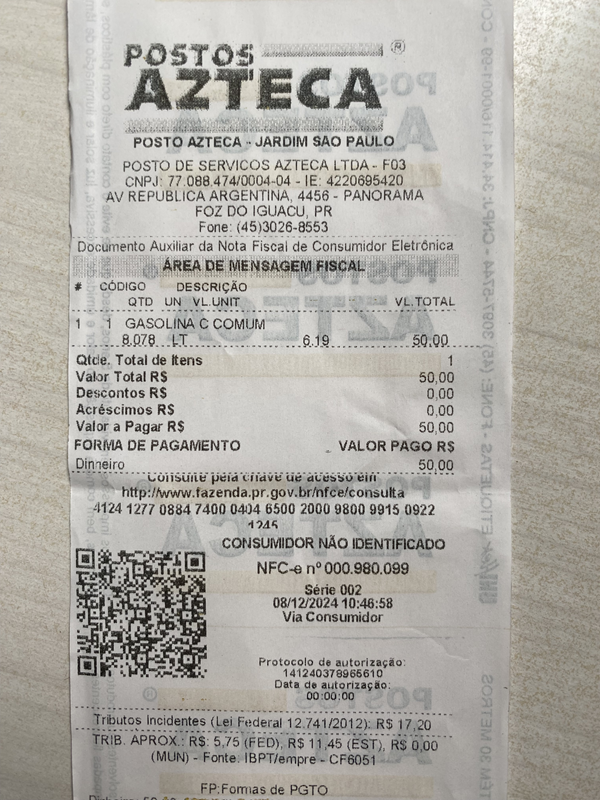 POSTOS ®
AZTECA
POSTO AZTECA - JARDIM SAO PAULO
POSTO DE SERVICOS AZTECA LTDA - F03
CNPJ: 77.088.474/0004-04 - IE: 4220695420
AV REPUBLICA ARGENTINA, 4456 - PANORAMA
FOZ DO IGUACU, PR
Fone: (45)3026-8553
Documento Auxiliar da Nota Fiscal de Consumidor Eletrônica
ÁREA DE MENSAGEM FISCAL
# CÓDIGO DESCRIÇÃO
QTD UN VL.UNIT VL.TOTAL
1 1 GASOLINA C COMUM
8,078 LT 6,19 50,00
Qtde. Total de Itens 1
Valor Total R$ 50,00
Descontos R$ 0,00
Acréscimos R$ 0,00
Valor a Pagar R$ 50,00
FORMA DE PAGAMENTO VALOR PAGO R$
Dinheiro 50,00
Consulte pela chave de acesso em
http://www.fazenda.pr.gov.br/nfce/consulta
4124 1277 0884 7400 0404 6500 2000 9800 9915 0922
1245
CONSUMIDOR NÃO IDENTIFICADO
NFC-e nº 000.980.099
Série 002
08/12/2024 10:46:58
Via Consumidor
Protocolo de autorização:
141240378965610
Data de autorização:
00:00:00
Tributos Incidentes (Lei Federal 12.741/2012): R$ 17,20
TRIB. APROX.: R$: 5,75 (FED), R$ 11,45 (EST), R$ 0,00
(MUN) - Fonte: IBPT/empre - CF6051
FP:Formas de PGTO